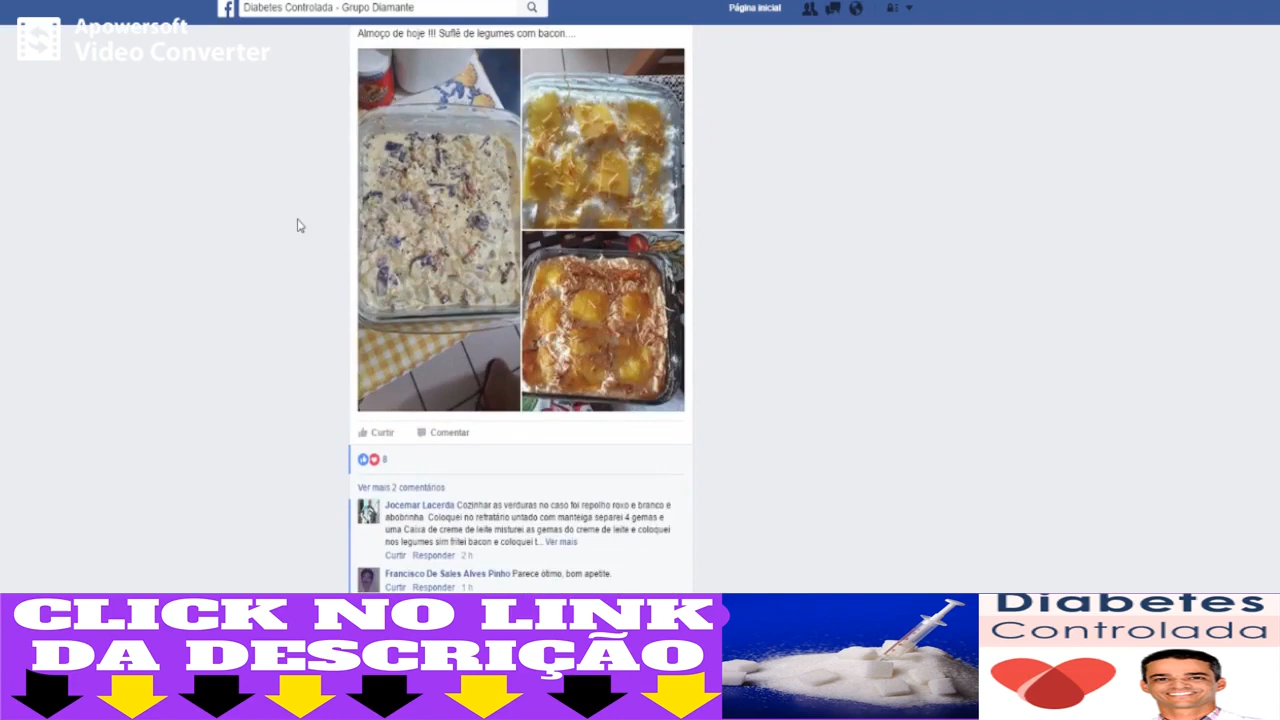 Apowersoft
Video Converter
Diabetes Controlada - Grupo Diamante
Página inicial
Almoço de hoje !!! Suflê de legumes com bacon....
Curtir Comentar
8
Ver mais 2 comentários
Jocemar Lacerda Cozinhar as verduras no caso foi repolho roxo e branco e
abobrinha. Coloquei no refratário untado com manteiga separei 4 gemas e
uma Caixa de creme de leite misturei as gemas do creme de leite e coloquei
nos legumes sim fritei bacon e coloquei t... Ver mais
Curtir Responder 2 h
Francisco De Sales Alves Pinho Parece ótimo, bom apetite.
Curtir Responder 1 h
CLICK NO LINK
DA DESCRIÇÃO
Diabetes
Controlada